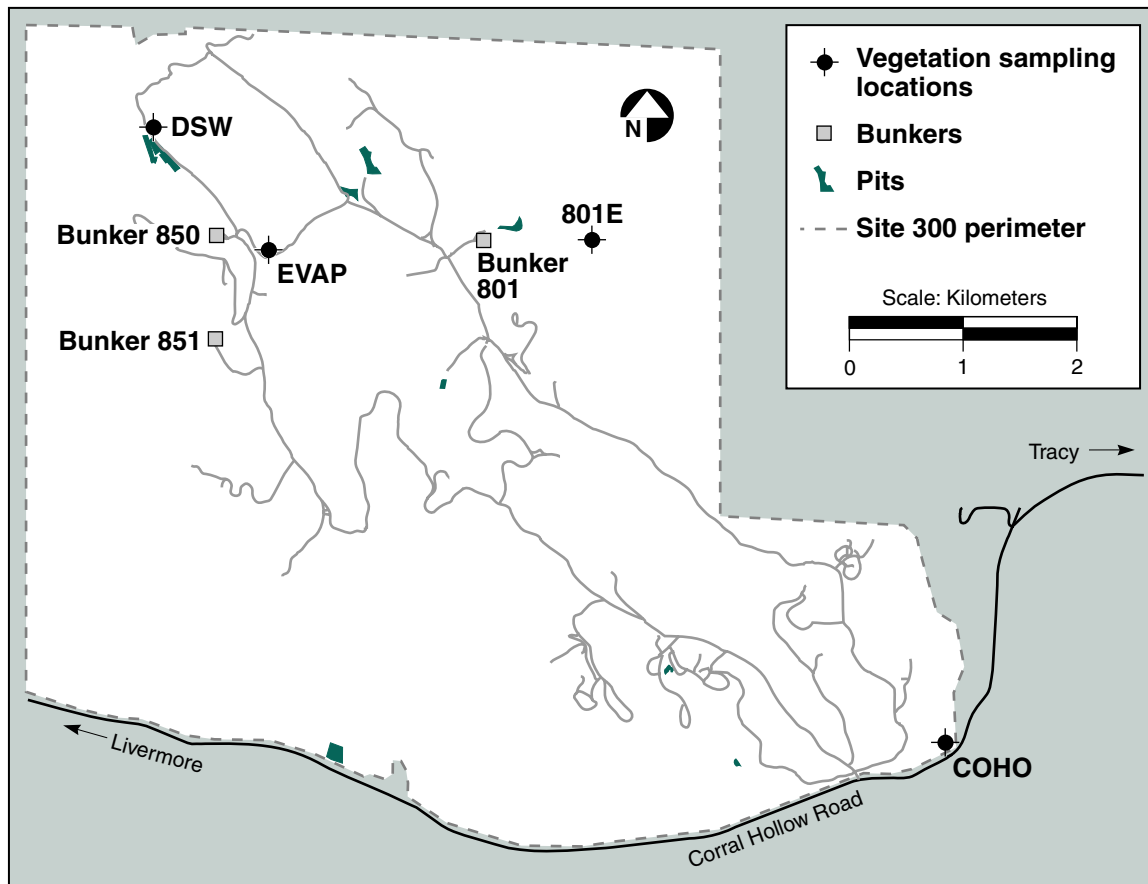 DSW
Bunker 850
EVAP
Bunker 851
N
801E
Bunker
801
Vegetation sampling
locations
Bunkers
Pits
Site 300 perimeter
Scale: Kilometers
0 1 2
Tracy
Livermore
COHO
Corral Hollow Road